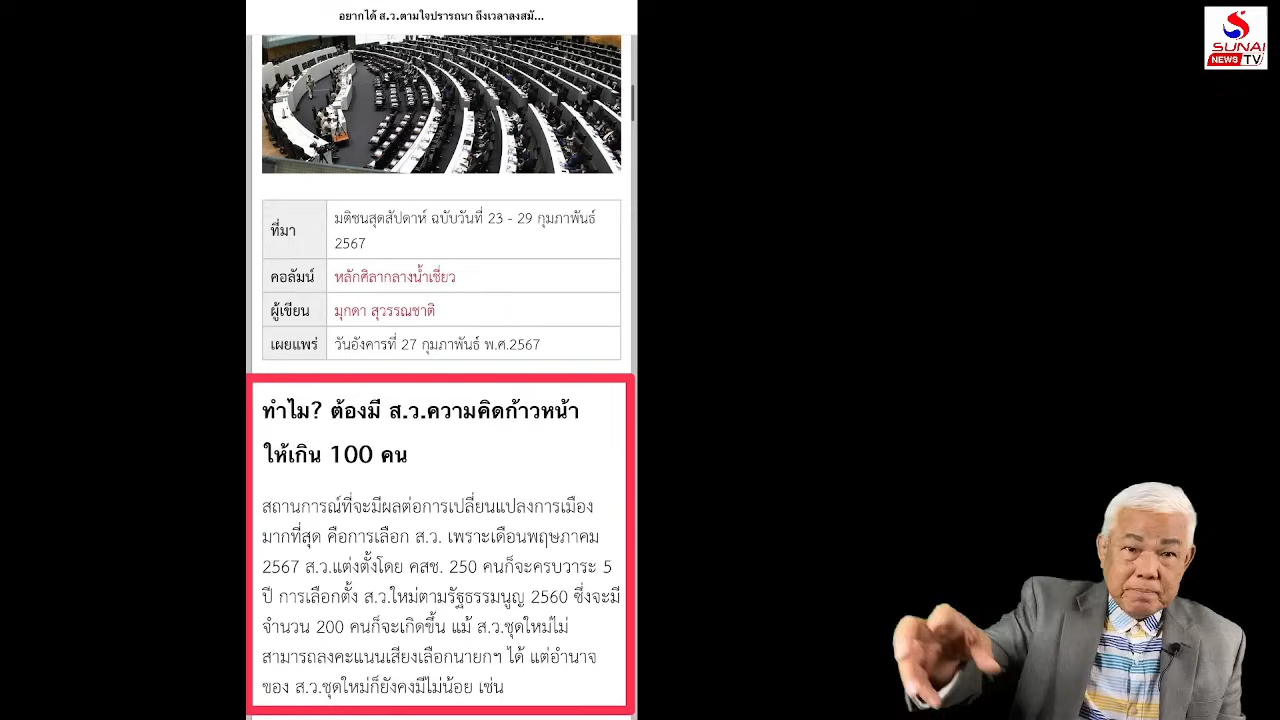 อยากได้ ส.ว.ตามใจปรารถนา ถึงเวลาลงสมั...
SUNAI
NEWS TV
ที่มา มติชนสุดสัปดาห์ ฉบับวันที่ 23 - 29 กุมภาพันธ์
2567
คอลัมน์ หลักศิลากลางน้ำเชี่ยว
ผู้เขียน มุกดา สุวรรณชาติ
เผยแพร่ วันอังคารที่ 27 กุมภาพันธ์ พ.ศ.2567
ทำไม? ต้องมี ส.ว.ความคิดก้าวหน้า
ให้เกิน 100 คน
สถานการณ์ที่จะมีผลต่อการเปลี่ยนแปลงการเมือง
มากที่สุด คือการเลือก ส.ว. เพราะเดือนพฤษภาคม
2567 ส.ว.แต่งตั้งโดย คสช. 250 คนก็จะครบวาระ 5
ปี การเลือกตั้ง ส.ว.ใหม่ตามรัฐธรรมนูญ 2560 ซึ่งจะมี
จำนวน 200 คนก็จะเกิดขึ้น แม้ ส.ว.ชุดใหม่ไม่
สามารถลงคะแนนเสียงเลือกนายกฯ ได้ แต่อำนาจ
ของ ส.ว.ชุดใหม่ก็ยังคงมีไม่น้อย เช่น